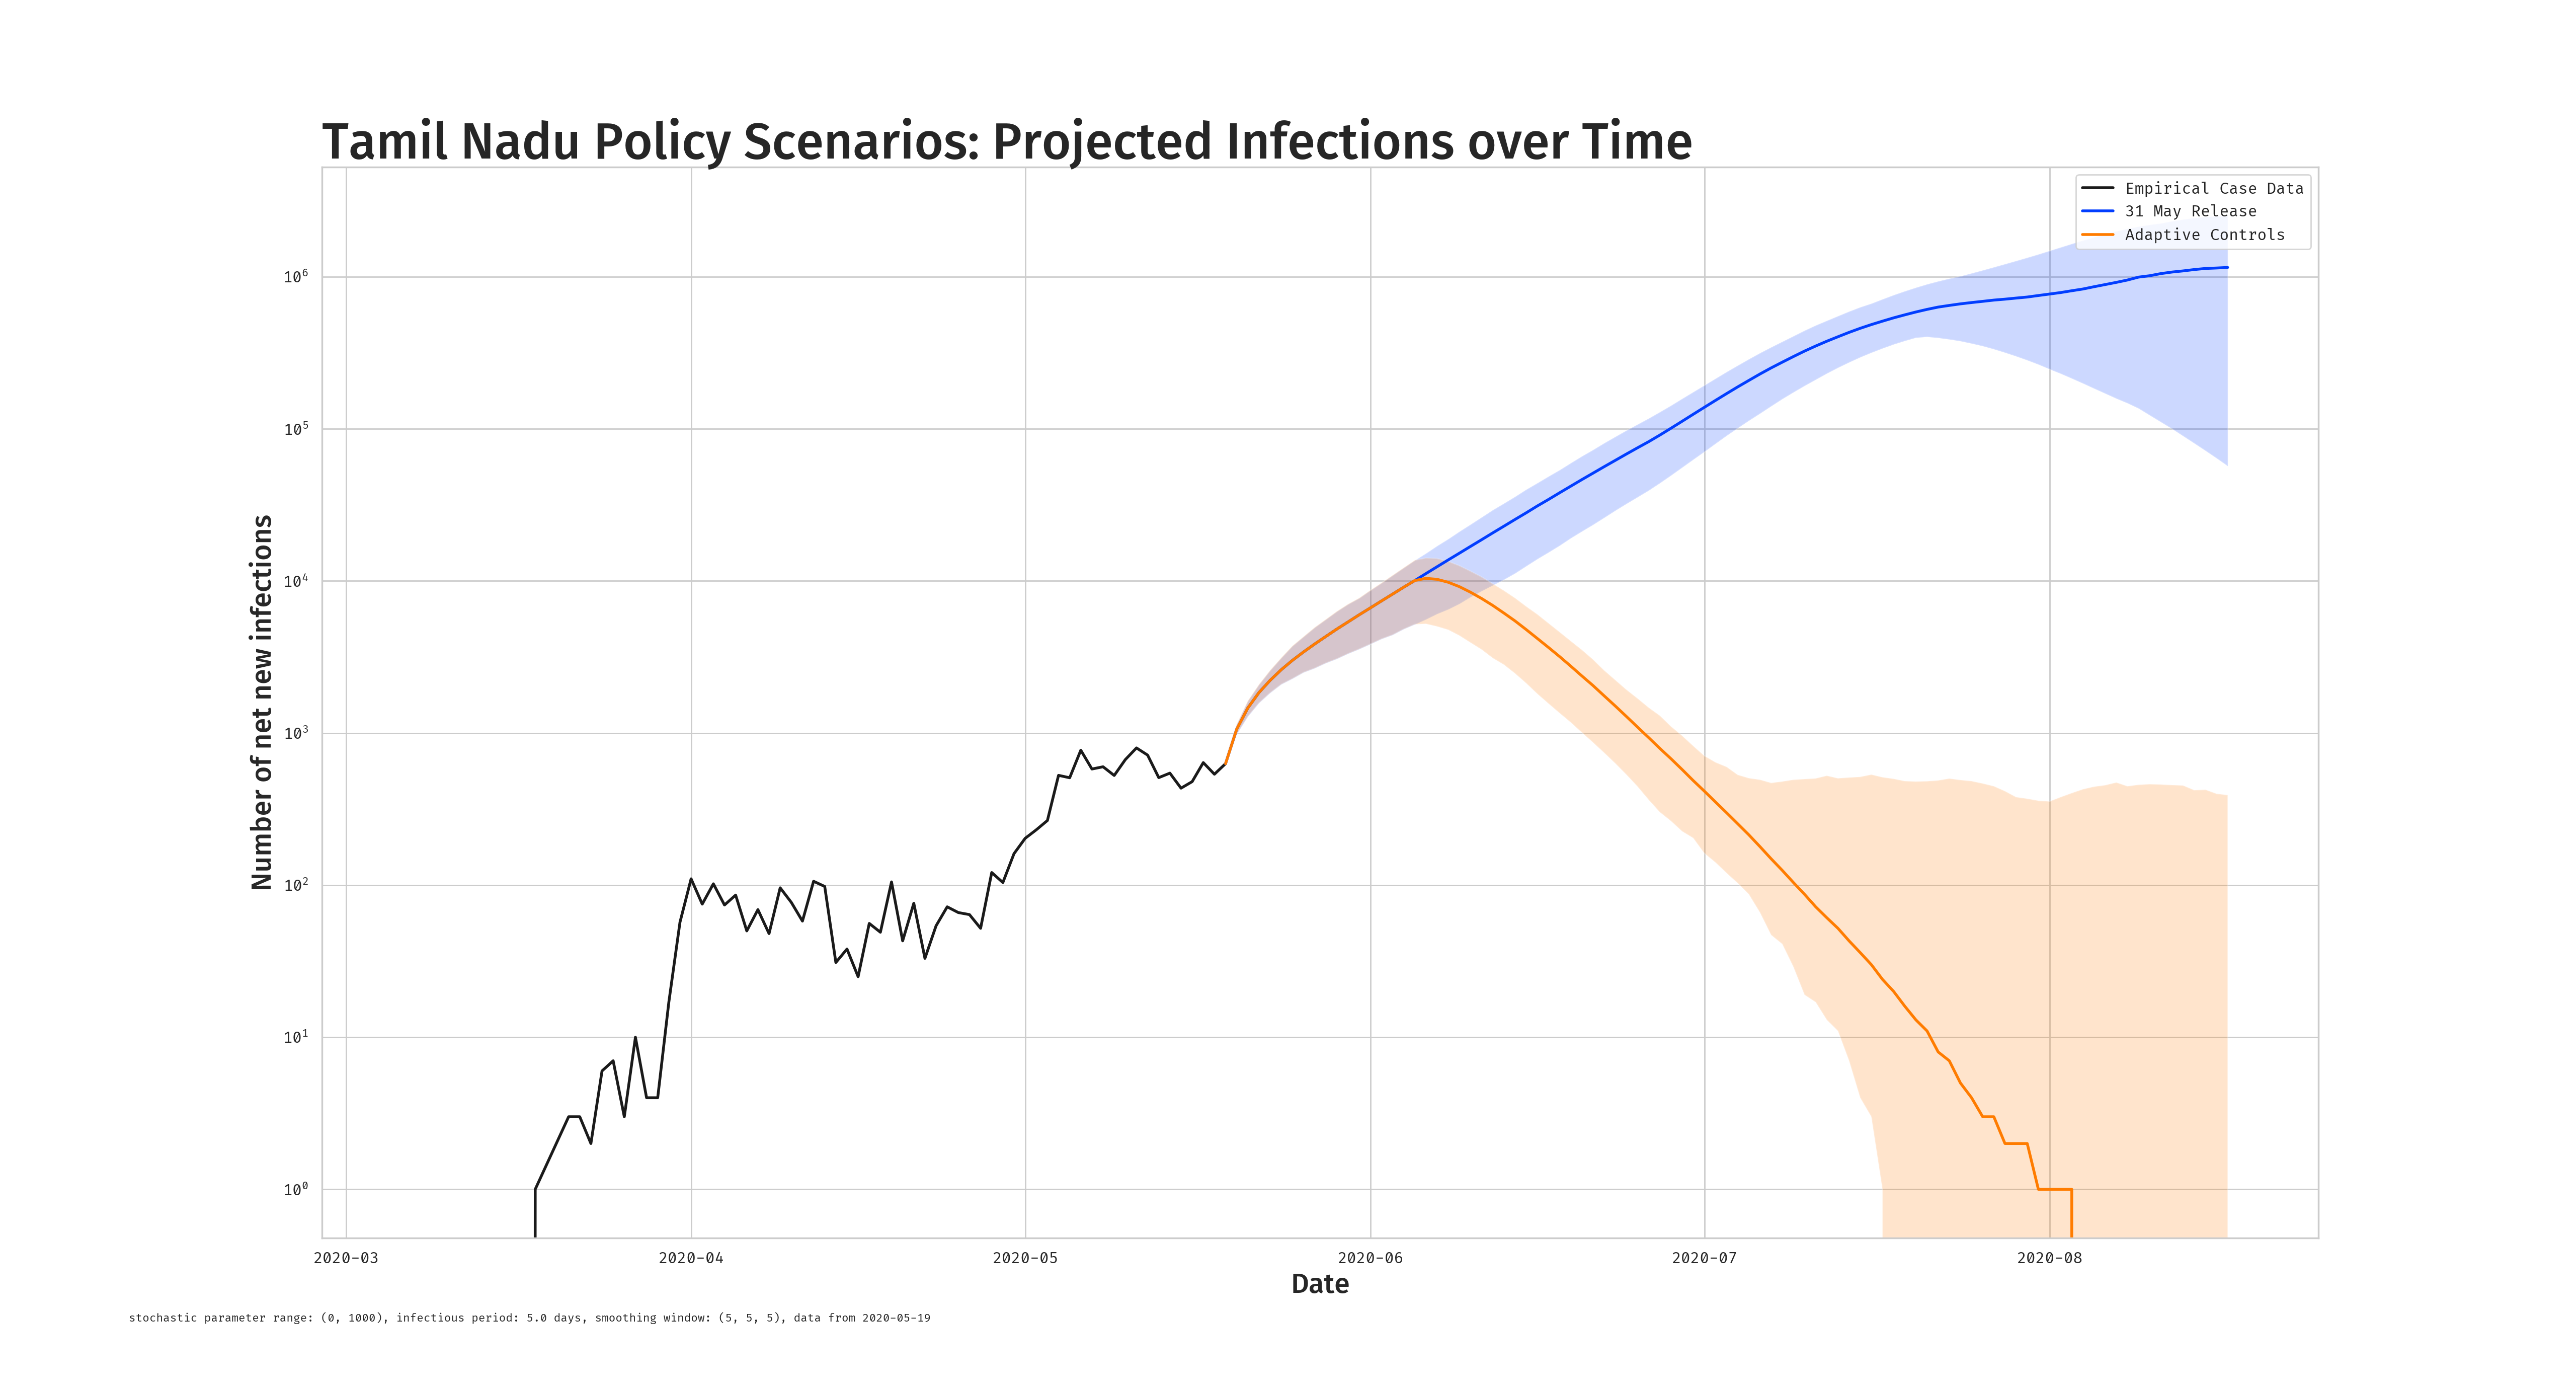 Tamil Nadu Policy Scenarios: Projected Infections over Time
Empirical Case Data
31 May Release
Adaptive Controls
Number of net new infections
10⁶
10⁵
10⁴
10³
10²
10¹
10⁰
2020-03 2020-04 2020-05 2020-06 2020-07 2020-08
Date
stochastic parameter range: (0, 1000), infectious period: 5.0 days, smoothing window: (5, 5, 5), data from 2020-05-19